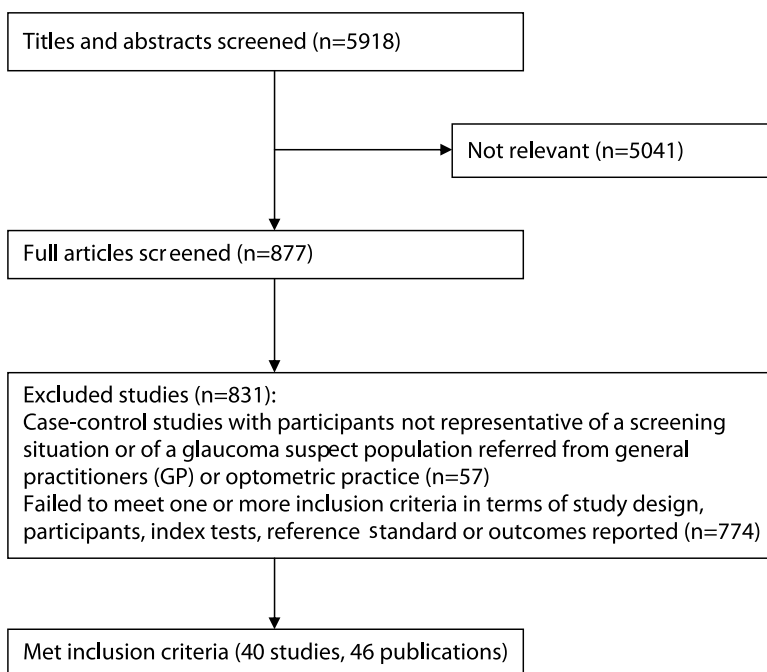 Titles and abstracts screened (n=5918)
Not relevant (n=5041)
Full articles screened (n=877)
Excluded studies (n=831):
Case-control studies with participants not representative of a screening
situation or of a glaucoma suspect population referred from general
practitioners (GP) or optometric practice (n=57)
Failed to meet one or more inclusion criteria in terms of study design,
participants, index tests, reference standard or outcomes reported (n=774)
Met inclusion criteria (40 studies, 46 publications)